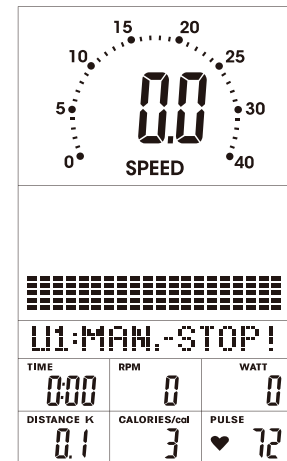 15 20
10 25
5 0.0 30
0 SPEED 40
U1:MAN.-STOP!
TIME RPM WATT
0:00 0 0
DISTANCE K CALORIES/cal PULSE
0.1 3 72